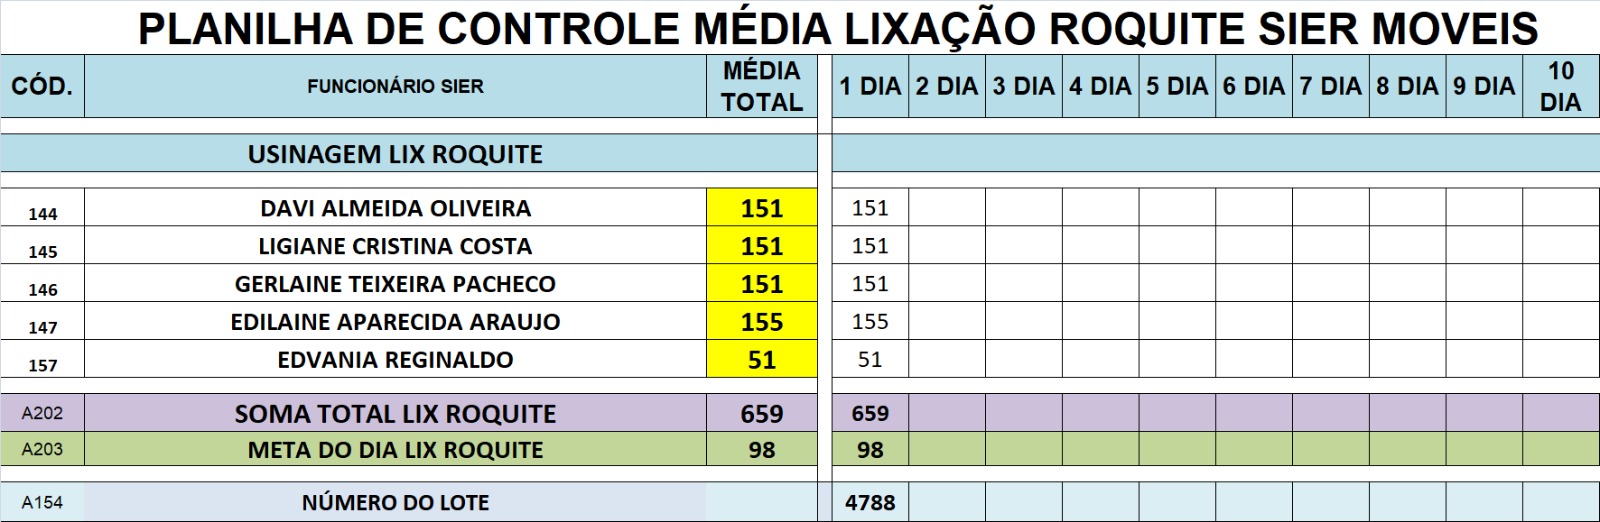 PLANILHA DE CONTROLE MÉDIA LIXAÇÃO ROQUITE SIER MOVEIS
CÓD. FUNCIONÁRIO SIER MÉDIA TOTAL 1 DIA 2 DIA 3 DIA 4 DIA 5 DIA 6 DIA 7 DIA 8 DIA 9 DIA 10 DIA
USINAGEM LIX ROQUITE
144 DAVI ALMEIDA OLIVEIRA 151 151
145 LIGIANE CRISTINA COSTA 151 151
146 GERLAINE TEIXEIRA PACHECO 151 151
147 EDILAINE APARECIDA ARAUJO 155 155
157 EDVANIA REGINALDO 51 51
A202 SOMA TOTAL LIX ROQUITE 659 659
A203 META DO DIA LIX ROQUITE 98 98
A154 NÚMERO DO LOTE 4788